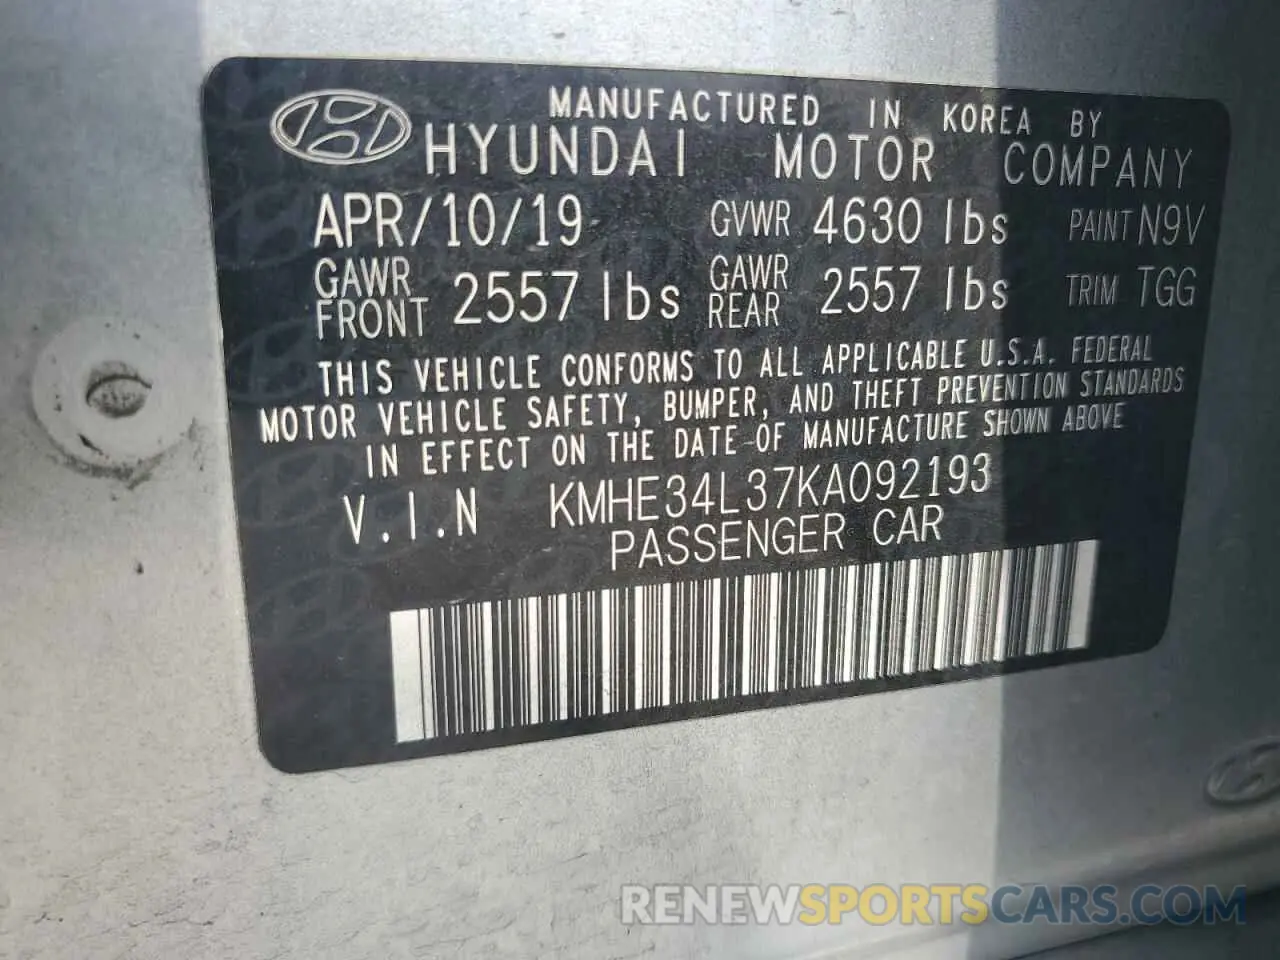 MANUFACTURED IN KOREA BY
HYUNDAI MOTOR COMPANY
APR/10/19 GVWR 4630 lbs PAINT N9V
GAWR FRONT 2557 lbs GAWR REAR 2557 lbs TRIM TGG
THIS VEHICLE CONFORMS TO ALL APPLICABLE U.S.A. FEDERAL
MOTOR VEHICLE SAFETY, BUMPER, AND THEFT PREVENTION STANDARDS
IN EFFECT ON THE DATE OF MANUFACTURE SHOWN ABOVE
V.I.N KMHE34L37KA092193
PASSENGER CAR
RENEWSPORTSCARS.COM